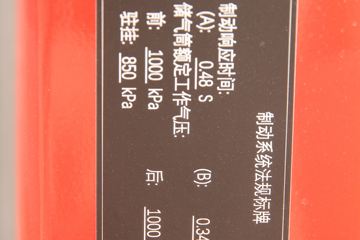 制动系统法规标牌
制动响应时间:
(A): 0.48 S (B): 0.34
储气筒额定工作气压:
前: 1000 kPa 后: 1000
驻挂: 850 kPa